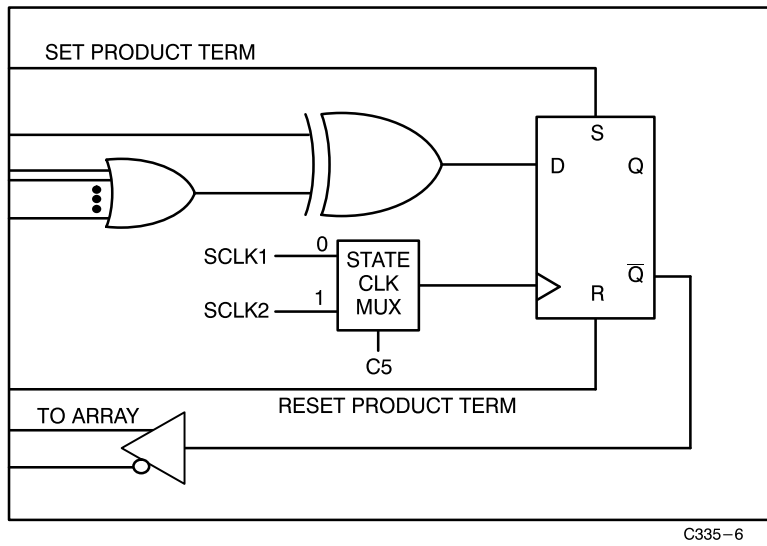 SET PRODUCT TERM
S
D Q
SCLK1 0
STATE
CLK
MUX
SCLK2 1
Q̅
R
C5
RESET PRODUCT TERM
TO ARRAY
C335−6